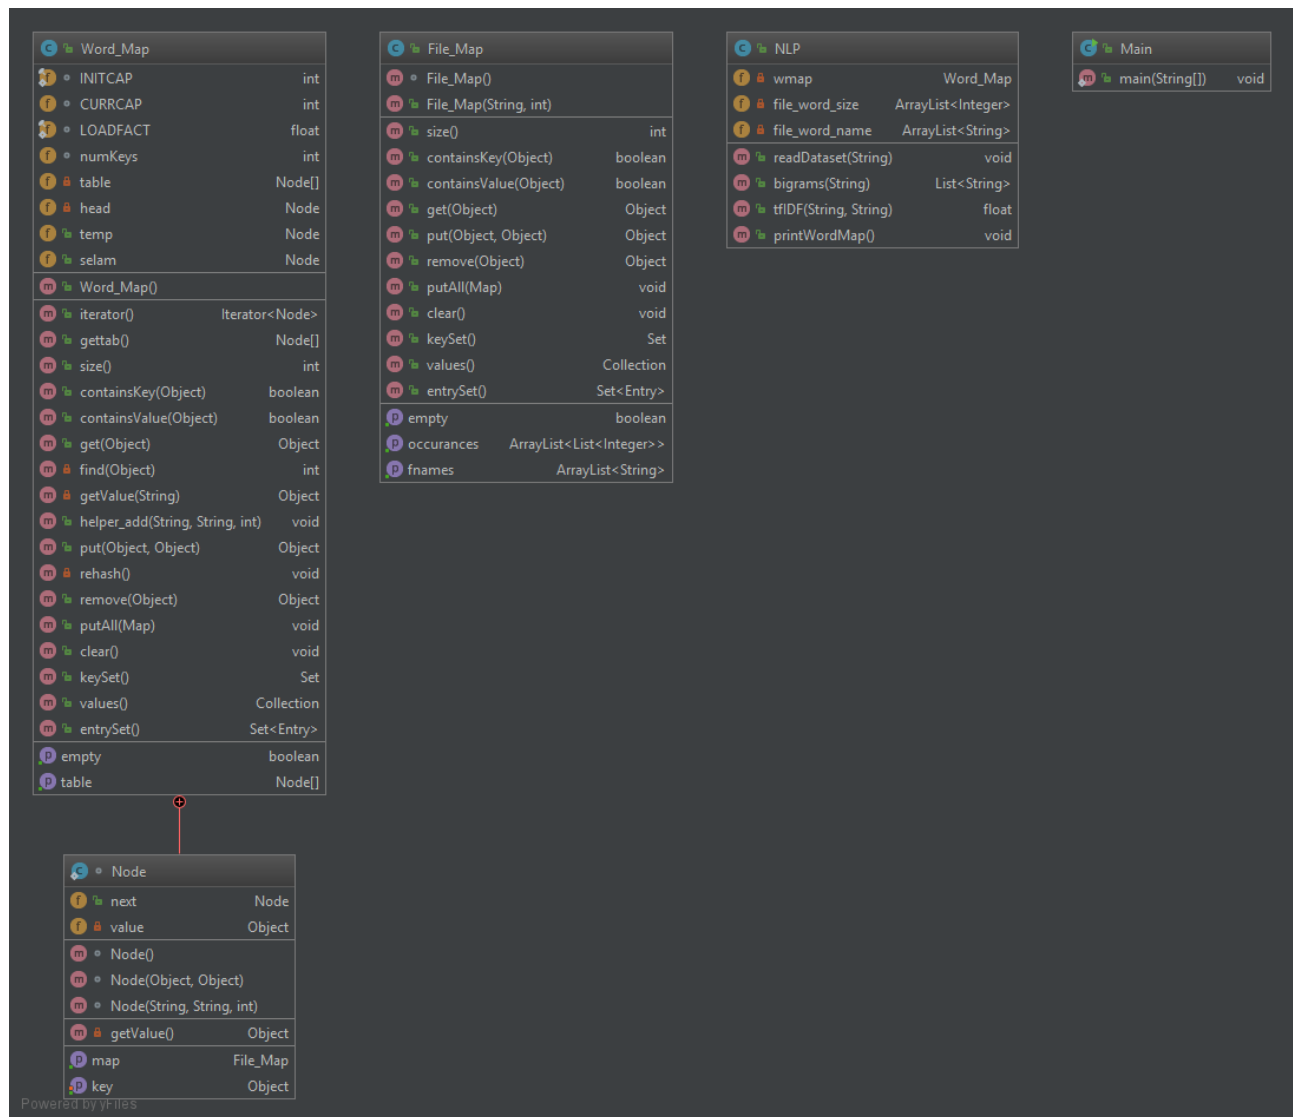 Word_Map
INITCAP int
CURRCAP int
LOADFACT float
numKeys int
table Node[]
head Node
temp Node
selam Node
Word_Map()
iterator() Iterator<Node>
gettab() Node[]
size() int
containsKey(Object) boolean
containsValue(Object) boolean
get(Object) Object
find(Object) int
getValue(String) Object
helper_add(String, String, int) void
put(Object, Object) Object
rehash() void
remove(Object) Object
putAll(Map) void
clear() void
keySet() Set
values() Collection
entrySet() Set<Entry>
empty boolean
table Node[]
Node
next Node
value Object
Node()
Node(Object, Object)
Node(String, String, int)
getValue() Object
map File_Map
key Object
File_Map
File_Map()
File_Map(String, int)
size() int
containsKey(Object) boolean
containsValue(Object) boolean
get(Object) Object
put(Object, Object) Object
remove(Object) Object
putAll(Map) void
clear() void
keySet() Set
values() Collection
entrySet() Set<Entry>
empty boolean
occurances ArrayList<List<Integer>>
fnames ArrayList<String>
NLP
wmap Word_Map
file_word_size ArrayList<Integer>
file_word_name ArrayList<String>
readDataset(String) void
bigrams(String) List<String>
tfIDF(String, String) float
printWordMap() void
Main
main(String[]) void
Powered by yFiles